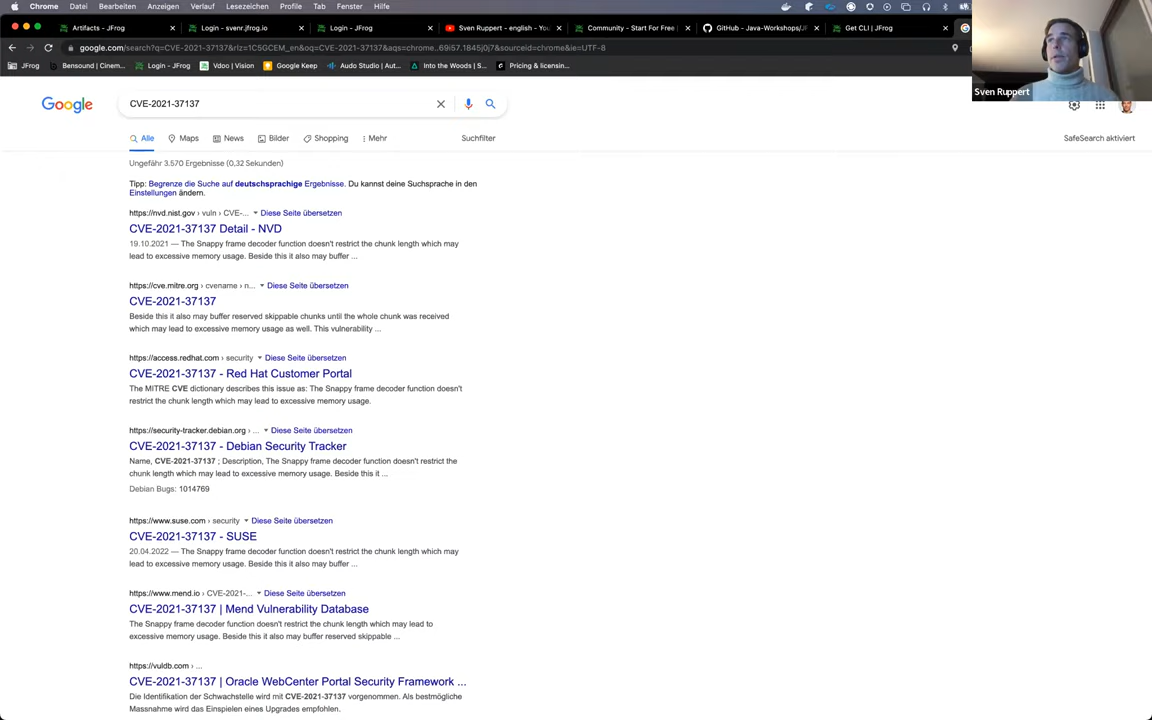 Chrome Datei Bearbeiten Ansicht Verlauf Lesezeichen Profile Tab Fenster Hilfe
Artifacts - JFrog Login - svenr.jfrog.io Login - JFrog Sven Ruppert - english - You Community - Start For Free GitHub - Java-Workshops/JF Get CLI | JFrog
google.com/search?q=CVE-2021-37137&rlz=1C5GCEM_en&oq=CVE-2021-37137&aqs=chrome..69i57.1845j0j7&sourceid=chrome&ie=UTF-8
JFrog Bensound | Cinem... Login - JFrog Vdoo | Vision Google Keep Audo Studio | Aut... Into the Woods | S... Pricing & licensin...
Sven Ruppert
Google CVE-2021-37137
Alle Maps News Bilder Shopping Mehr Suchfilter SafeSearch aktiviert
Ungefähr 3.570 Ergebnisse (0,32 Sekunden)
Tipp: Begrenze die Suche auf deutschsprachige Ergebnisse. Du kannst deine Suchsprache in den
Einstellungen ändern.
https://nvd.nist.gov › vuln › CVE-... Diese Seite übersetzen
CVE-2021-37137 Detail - NVD
19.10.2021 — The Snappy frame decoder function doesn't restrict the chunk length which may
lead to excessive memory usage. Beside this it also may buffer ...
https://cve.mitre.org › cvename › n... Diese Seite übersetzen
CVE-2021-37137
Beside this it also may buffer reserved skippable chunks until the whole chunk was received
which may lead to excessive memory usage as well. This vulnerability ...
https://access.redhat.com › security Diese Seite übersetzen
CVE-2021-37137 - Red Hat Customer Portal
The MITRE CVE dictionary describes this issue as: The Snappy frame decoder function doesn't
restrict the chunk length which may lead to excessive memory usage.
https://security-tracker.debian.org › ... Diese Seite übersetzen
CVE-2021-37137 - Debian Security Tracker
Name, CVE-2021-37137 ; Description, The Snappy frame decoder function doesn't restrict the
chunk length which may lead to excessive memory usage. Beside this it ...
Debian Bugs: 1014769
https://www.suse.com › security Diese Seite übersetzen
CVE-2021-37137 - SUSE
20.04.2022 — The Snappy frame decoder function doesn't restrict the chunk length which may
lead to excessive memory usage. Beside this it also may buffer ...
https://www.mend.io › CVE-2021-... Diese Seite übersetzen
CVE-2021-37137 | Mend Vulnerability Database
The Snappy frame decoder function doesn't restrict the chunk length which may lead to
excessive memory usage. Beside this it also may buffer reserved skippable ...
https://vuldb.com › ...
CVE-2021-37137 | Oracle WebCenter Portal Security Framework ...
Die Identifikation der Schwachstelle wird mit CVE-2021-37137 vorgenommen. Als bestmögliche
Massnahme wird das Einspielen eines Upgrades empfohlen.